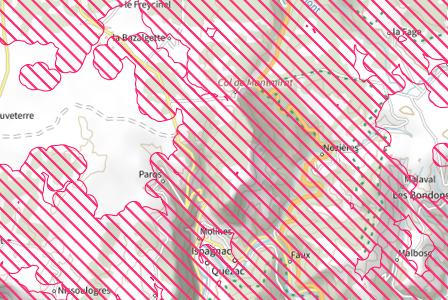 le Freycinel
la Bazalgette
la Fage
Col de Montmirat
uveterre
Nozières
Paros
Malaval
Les Bondons
Molines
Ispagnac
Quézac
Faux
Malbosc
Nissoulogres